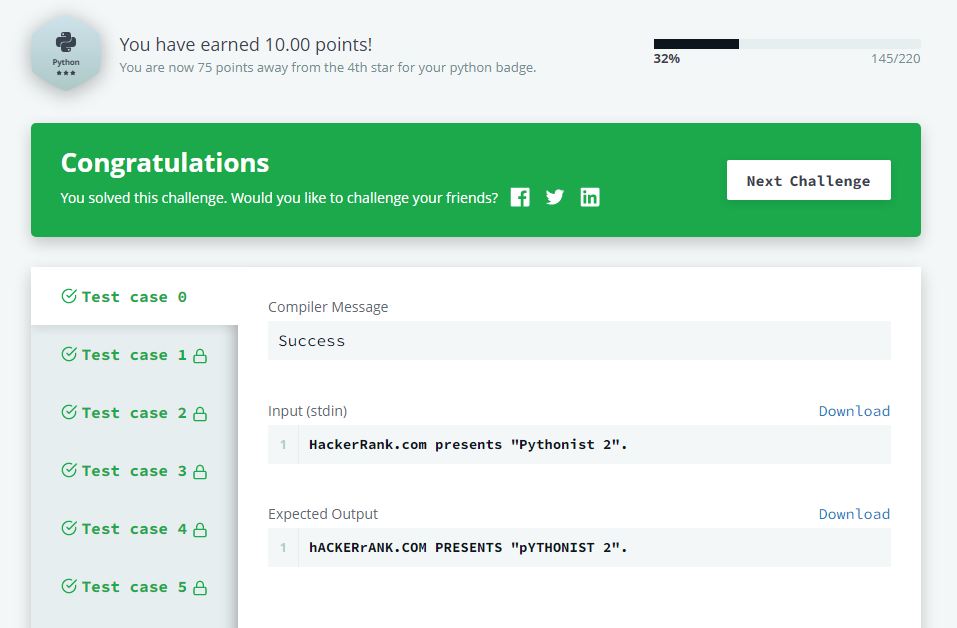 Python
You have earned 10.00 points!
You are now 75 points away from the 4th star for your python badge.
32%
145/220
Congratulations
You solved this challenge. Would you like to challenge your friends?
Next Challenge
Test case 0
Test case 1
Test case 2
Test case 3
Test case 4
Test case 5
Compiler Message
Success
Input (stdin)
Download
1 HackerRank.com presents "Pythonist 2".
Expected Output
Download
1 hACKERrANK.COM PRESENTS "pYTHONIST 2".